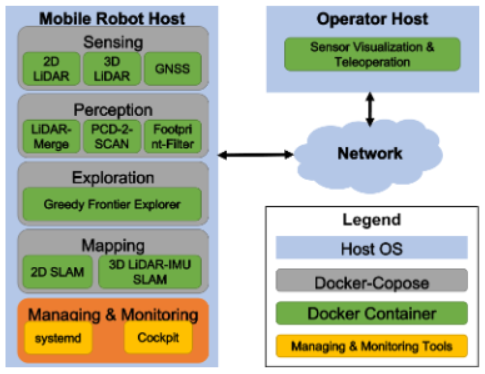 Mobile Robot Host
Sensing
2D
LiDAR
3D
LiDAR
GNSS
Perception
LiDAR-
Merge
PCD-2-
SCAN
Footpri
nt-Filter
Exploration
Greedy Frontier Explorer
Mapping
2D SLAM
3D LiDAR-IMU
SLAM
Managing & Monitoring
systemd
Cockpit
Operator Host
Sensor Visualization &
Teleoperation
Network
Legend
Host OS
Docker-Copose
Docker Container
Managing & Monitoring Tools